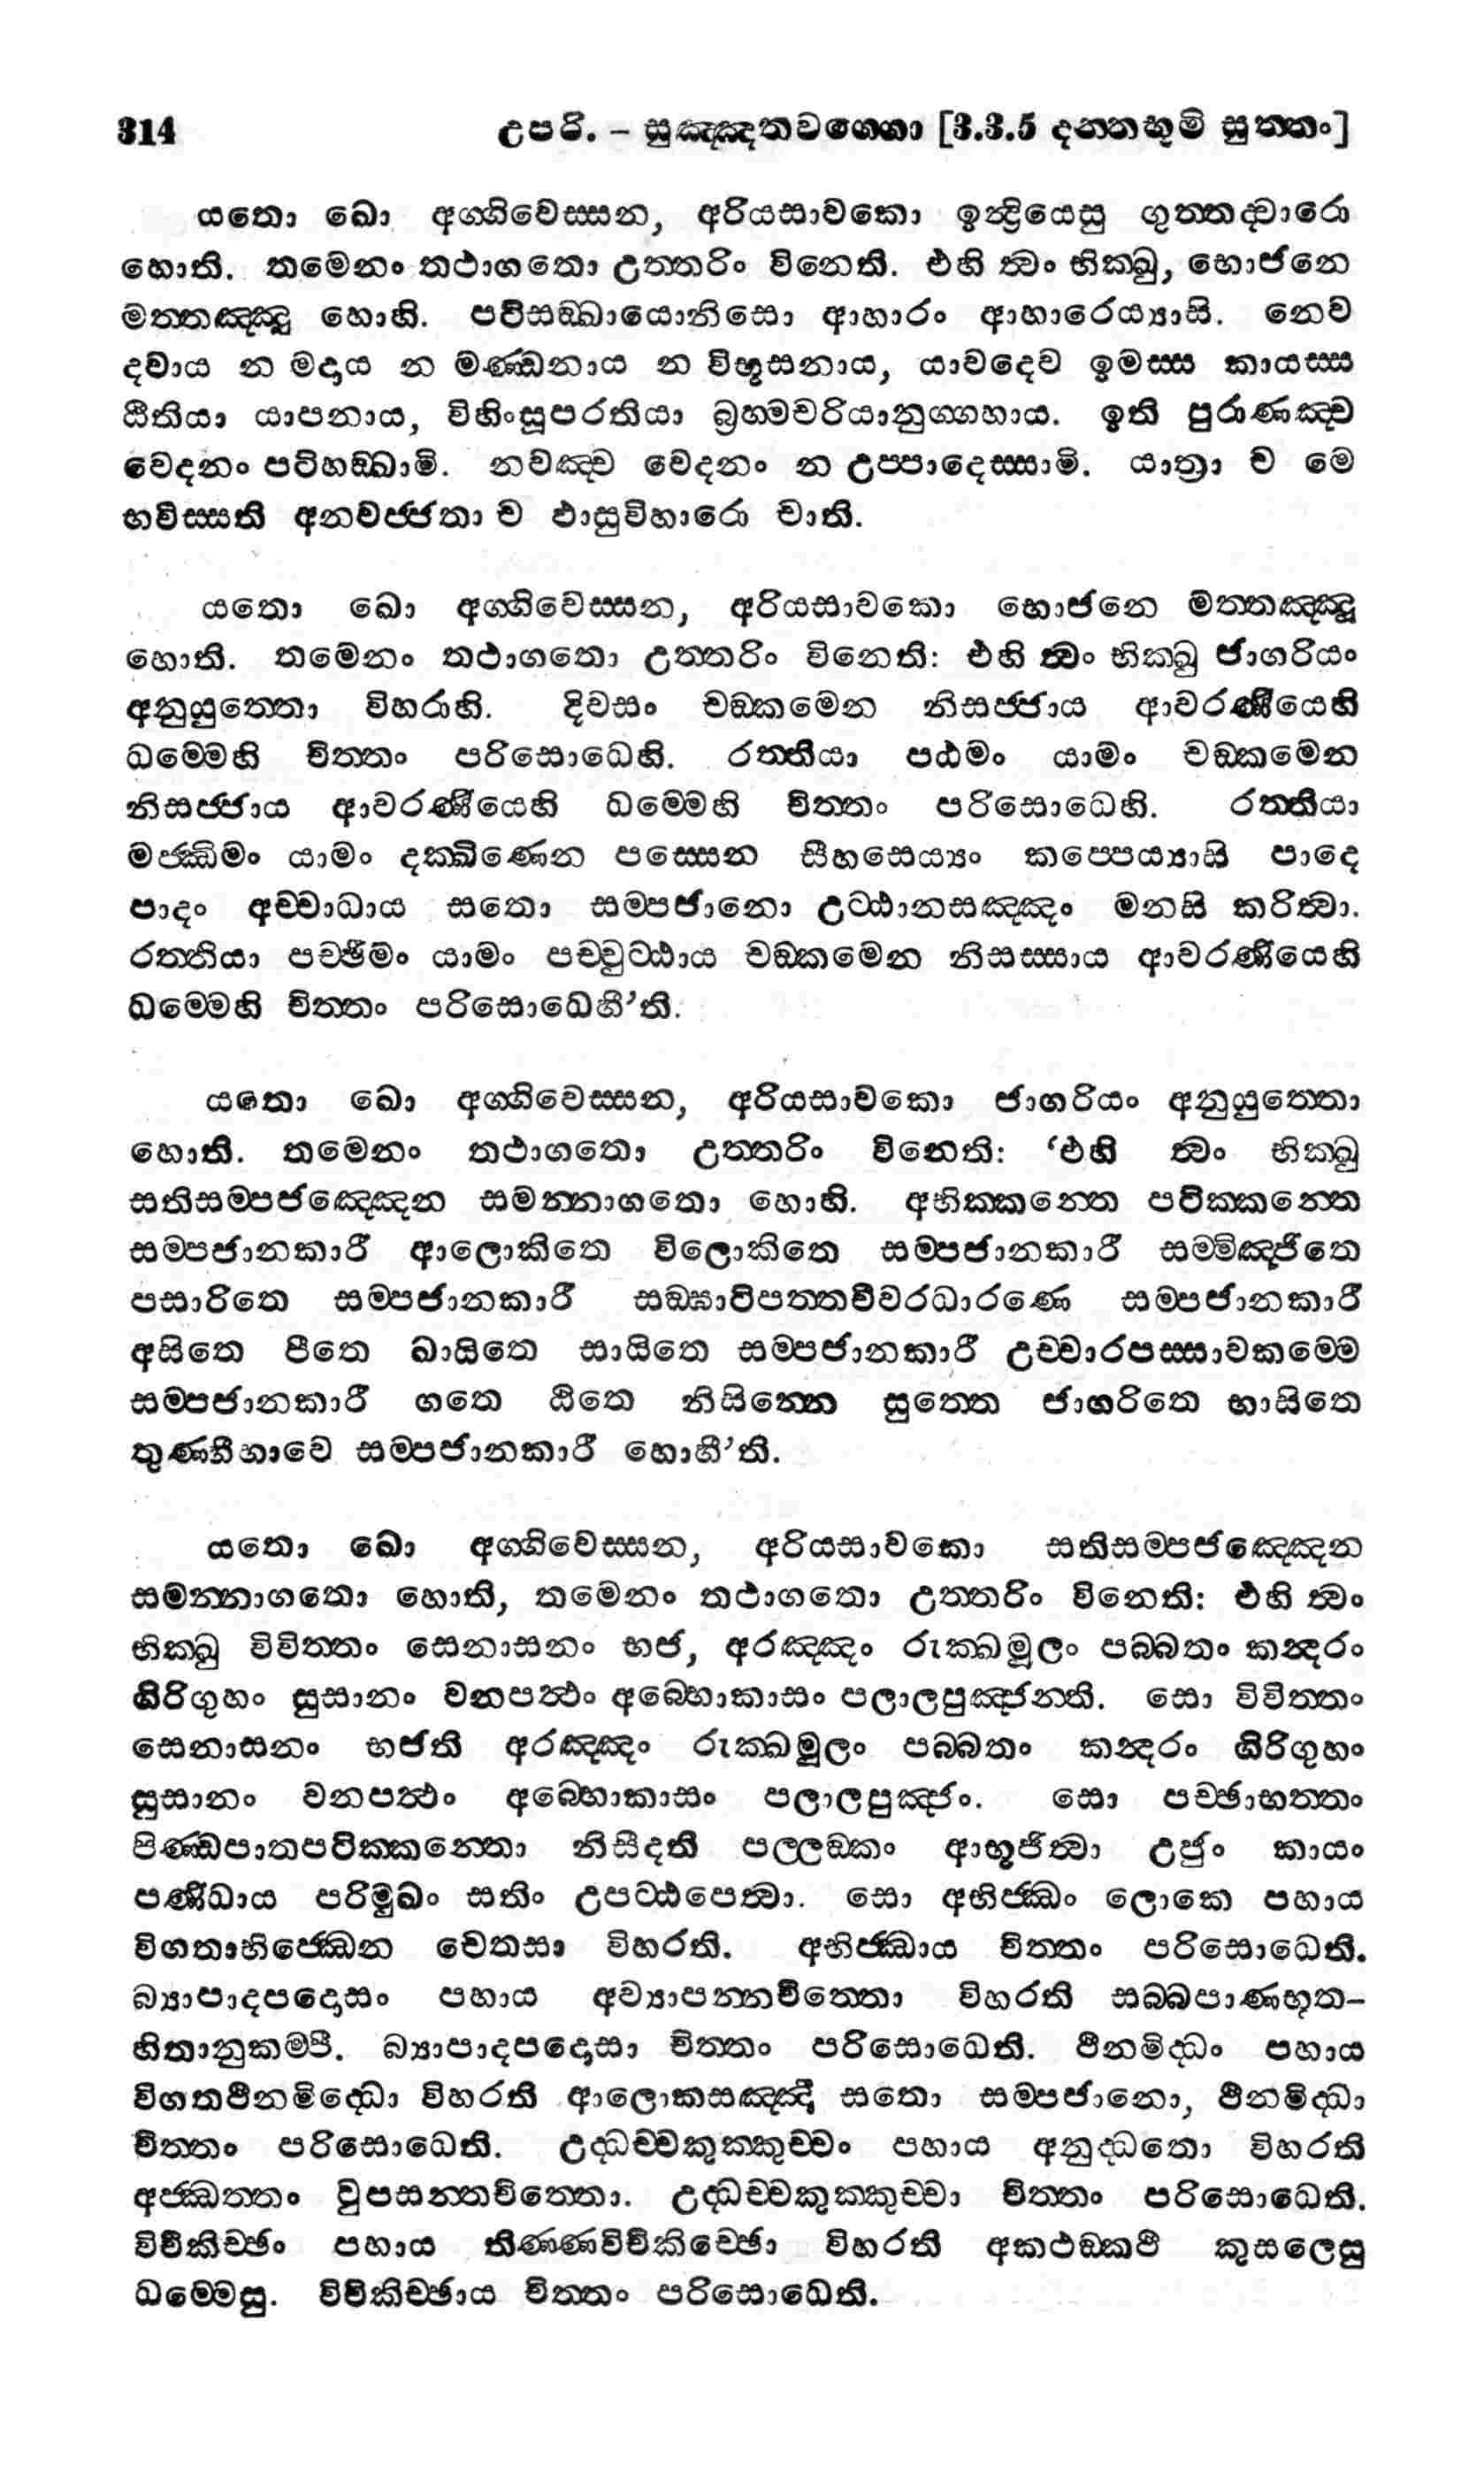 314 උපරි. – සුඤ්ඤතවග්ගො [3.3.5 දන්තභූමි සුත්තං]
යතො ඛො අග්ගිවෙස්සන, අරියසාවකො ඉන්ද්‍රියෙසු ගුත්තද්වාරො
හොති. තමෙනං තථාගතො උත්තරිං විනෙති. එහි ත්වං භික්ඛු, භොජනෙ
මත්තඤ්ඤු හොහි. පටිසඞ්ඛායොනිසො ආහාරං ආහාරෙය්‍යාසි. නෙව
දවාය න මදාය න මණ්ඩනාය න විභූසනාය, යාවදෙව ඉමස්ස කායස්ස
ඨිතියා යාපනාය, විහිංසූපරතියා බ්‍රහ්මචරියානුග්ගහාය. ඉති පුරාණඤ්ච
වෙදනං පටිහඞ්ඛාමි. නවඤ්ච වෙදනං න උප්පාදෙස්සාමි. යාත්‍රා ච මෙ
භවිස්සති අනවජ්ජතා ච ඵාසුවිහාරො චාති.
යතො ඛො අග්ගිවෙස්සන, අරියසාවකො භොජනෙ මත්තඤ්ඤූ
හොති. තමෙනං තථාගතො උත්තරිං විනෙති: එහි ත්වං භික්ඛු ජාගරියං
අනුයුත්තො විහරාහි. දිවසං චඞ්කමෙන නිසජ්ජාය ආවරණීයෙහි
ධම්මෙහි චිත්තං පරිසොධෙහි. රත්තියා පඨමං යාමං චඞ්කමෙන
නිසජ්ජාය ආවරණීයෙහි ධම්මෙහි චිත්තං පරිසොධෙහි. රත්තියා
මජ්ඣිමං යාමං දක්ඛිණෙන පස්සෙන සීහසෙය්‍යං කප්පෙය්‍යාසි පාදෙ
පාදං අච්චාධාය සතො සම්පජානො උට්ඨානසඤ්ඤං මනසි කරිත්වා.
රත්තියා පච්ඡිමං යාමං පච්චුට්ඨාය චඞ්කමෙන නිසස්සාය ආවරණීයෙහි
ධම්මෙහි චිත්තං පරිසොධෙහී’ති.
යතො ඛො අග්ගිවෙස්සන, අරියසාවකො ජාගරියං අනුයුත්තො
හොති. තමෙනං තථාගතො උත්තරිං විනෙති: ‘එහි ත්වං භික්ඛු
සතිසම්පජඤ්ඤෙන සමන්නාගතො හොහි. අභික්කන්තෙ පටික්කන්තෙ
සම්පජානකාරී ආලොකිතෙ විලොකිතෙ සම්පජානකාරී සම්මිඤ්ජිතෙ
පසාරිතෙ සම්පජානකාරී සඞ්ඝාටිපත්තචීවරධාරණෙ සම්පජානකාරී
අසිතෙ පීතෙ ඛායිතෙ සායිතෙ සම්පජානකාරී උච්චාරපස්සාවකම්මෙ
සම්පජානකාරී ගතෙ ඨිතෙ නිසින්නෙ සුත්තෙ ජාගරිතෙ භාසිතෙ
තුණ්හීභාවෙ සම්පජානකාරී හොහී’ති.
යතො ඛො අග්ගිවෙස්සන, අරියසාවකො සතිසම්පජඤ්ඤෙන
සමන්නාගතො හොති, තමෙනං තථාගතො උත්තරිං විනෙති: එහි ත්වං
භික්ඛු විවිත්තං සෙනාසනං භජ, අරඤ්ඤං රුක්ඛමූලං පබ්බතං කන්දරං
ගිරිගුහං සුසානං වනපත්ථං අබ්භොකාසං පලාලපුඤ්ජන්ති. සො විවිත්තං
සෙනාසනං භජති අරඤ්ඤං රුක්ඛමූලං පබ්බතං කන්දරං ගිරිගුහං
සුසානං වනපත්ථං අබ්භොකාසං පලාලපුඤ්ජං. සො පච්ඡාභත්තං
පිණ්ඩපාතපටික්කන්තො නිසීදති පල්ලඞ්කං ආභූජිත්වා උජුං කායං
පණිධාය පරිමුඛං සතිං උපට්ඨපෙත්වා. සො අභිජ්ඣං ලොකෙ පහාය
විගතාභිජ්ඣෙන චෙතසා විහරති. අභිජ්ඣාය චිත්තං පරිසොධෙති.
බ්‍යාපාදපදොසං පහාය අව්‍යාපන්නචිත්තො විහරති සබ්බපාණභූත–
හිතානුකම්පී. බ්‍යාපාදපදොසා චිත්තං පරිසොධෙති. ථීනමිද්ධං පහාය
විගතථීනමිද්ධො විහරති ආලොකසඤ්ඤී සතො සම්පජානො, ථීනමිද්ධා
චිත්තං පරිසොධෙති. උද්ධච්චකුක්කුච්චං පහාය අනුද්ධතො විහරති
අජ්ඣත්තං වූපසන්තචිත්තො. උද්ධච්චකුක්කුච්චා චිත්තං පරිසොධෙති.
විචිකිච්ඡං පහාය තිණ්ණවිචිකිච්ඡො විහරති අකථඞ්කථී කුසලෙසු
ධම්මෙසු. විචිකිච්ඡාය චිත්තං පරිසොධෙති.